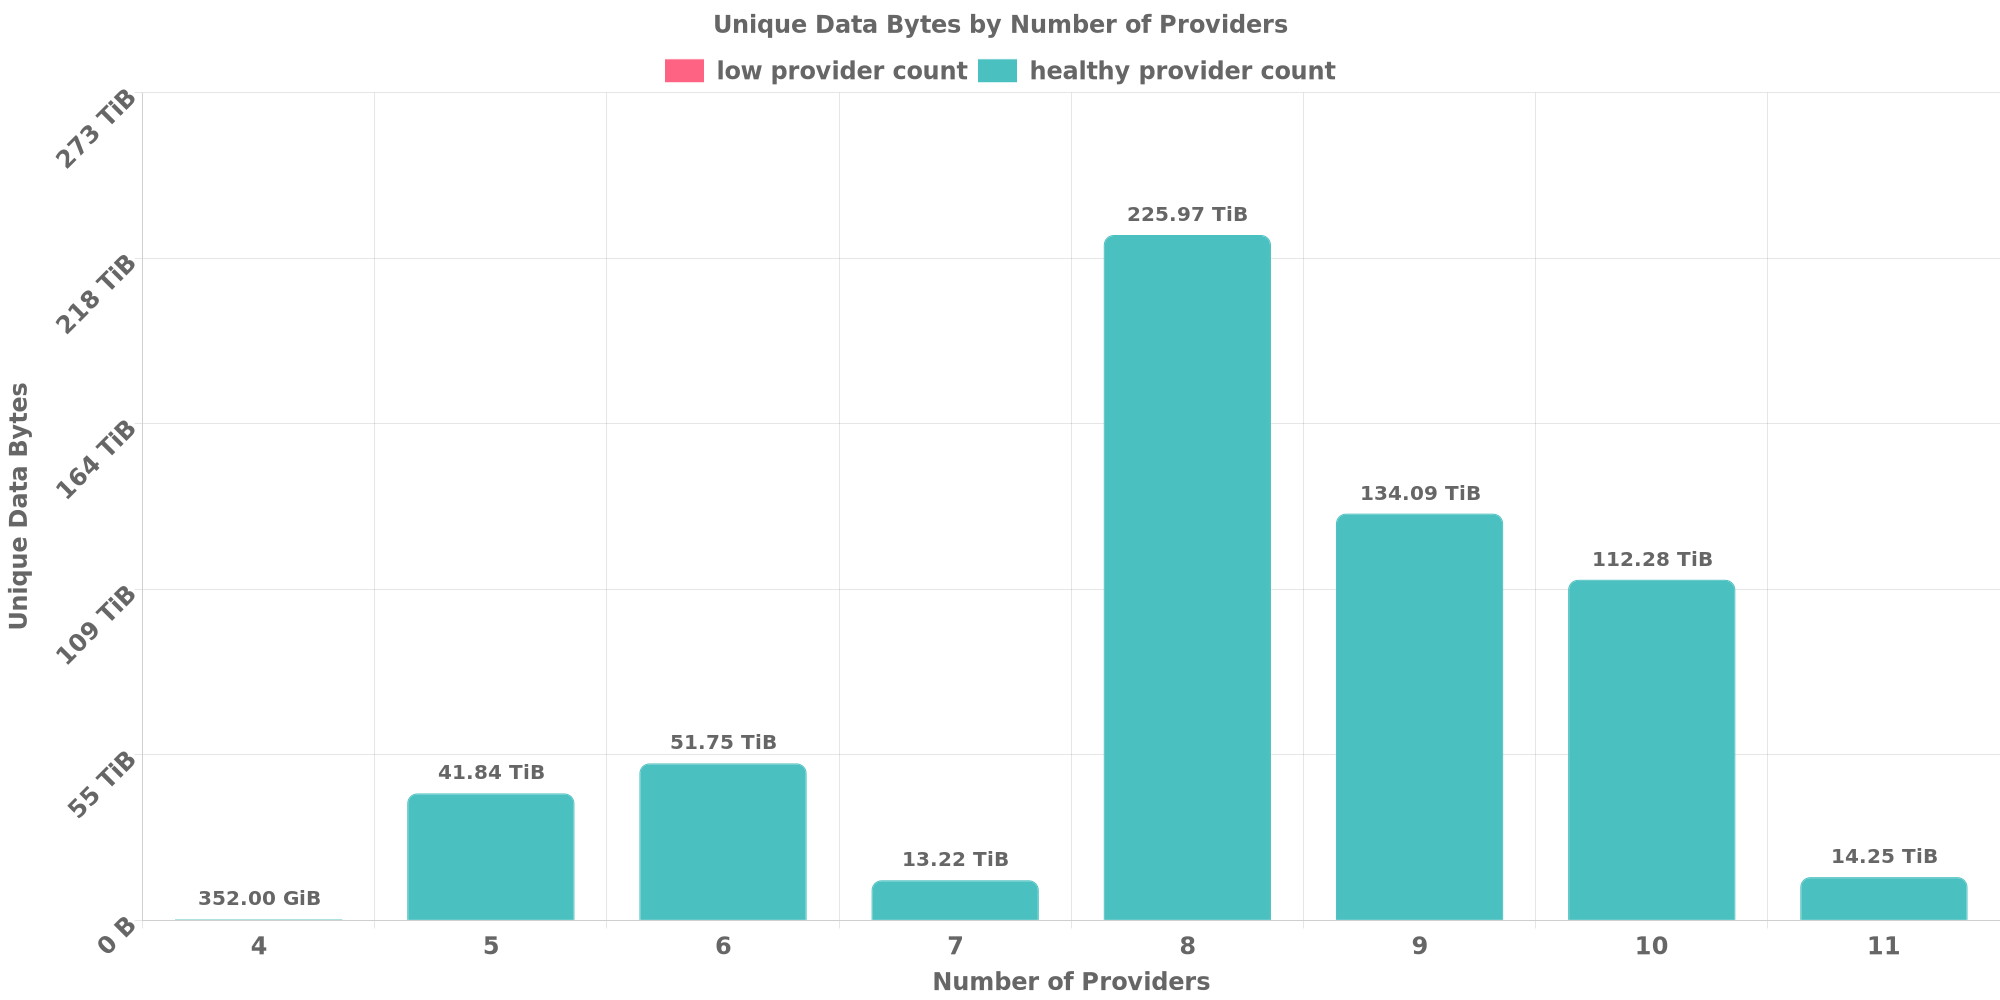 Unique Data Bytes by Number of Providers
low provider count healthy provider count
273 TiB
218 TiB
164 TiB
109 TiB
55 TiB
0 B
Unique Data Bytes
352.00 GiB
41.84 TiB
51.75 TiB
13.22 TiB
225.97 TiB
134.09 TiB
112.28 TiB
14.25 TiB
4 5 6 7 8 9 10 11
Number of Providers